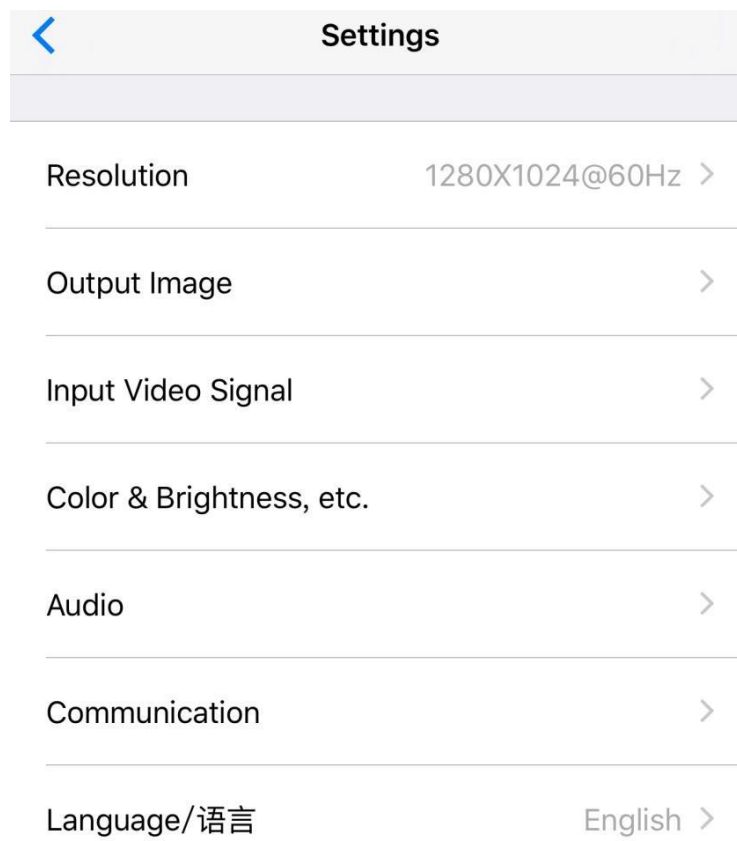 Settings
Resolution 1280X1024@60Hz
Output Image
Input Video Signal
Color & Brightness, etc.
Audio
Communication
Language/语言 English